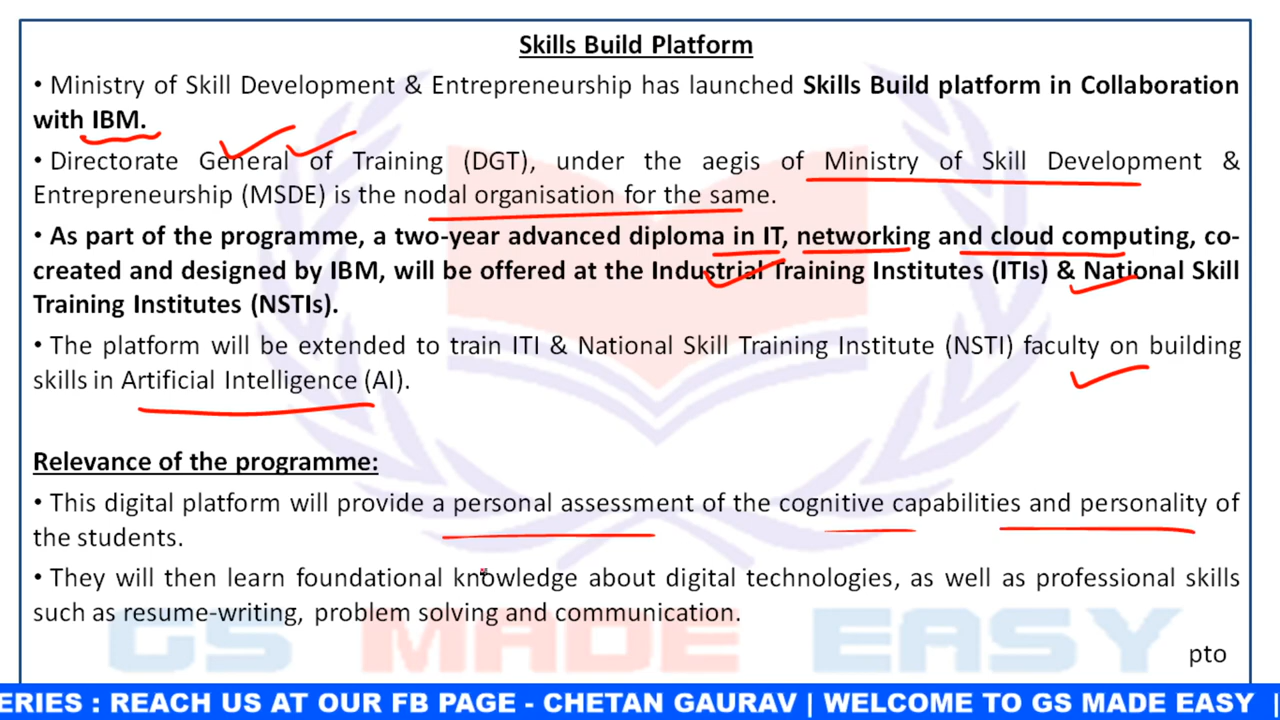 Skills Build Platform
• Ministry of Skill Development & Entrepreneurship has launched Skills Build platform in Collaboration
with IBM.
• Directorate General of Training (DGT), under the aegis of Ministry of Skill Development &
Entrepreneurship (MSDE) is the nodal organisation for the same.
• As part of the programme, a two-year advanced diploma in IT, networking and cloud computing, co-
created and designed by IBM, will be offered at the Industrial Training Institutes (ITIs) & National Skill
Training Institutes (NSTIs).
• The platform will be extended to train ITI & National Skill Training Institute (NSTI) faculty on building
skills in Artificial Intelligence (AI).
Relevance of the programme:
• This digital platform will provide a personal assessment of the cognitive capabilities and personality of
the students.
• They will then learn foundational knowledge about digital technologies, as well as professional skills
such as resume-writing, problem solving and communication.
GS MADE EASY
pto
ERIES : REACH US AT OUR FB PAGE - CHETAN GAURAV | WELCOME TO GS MADE EASY |